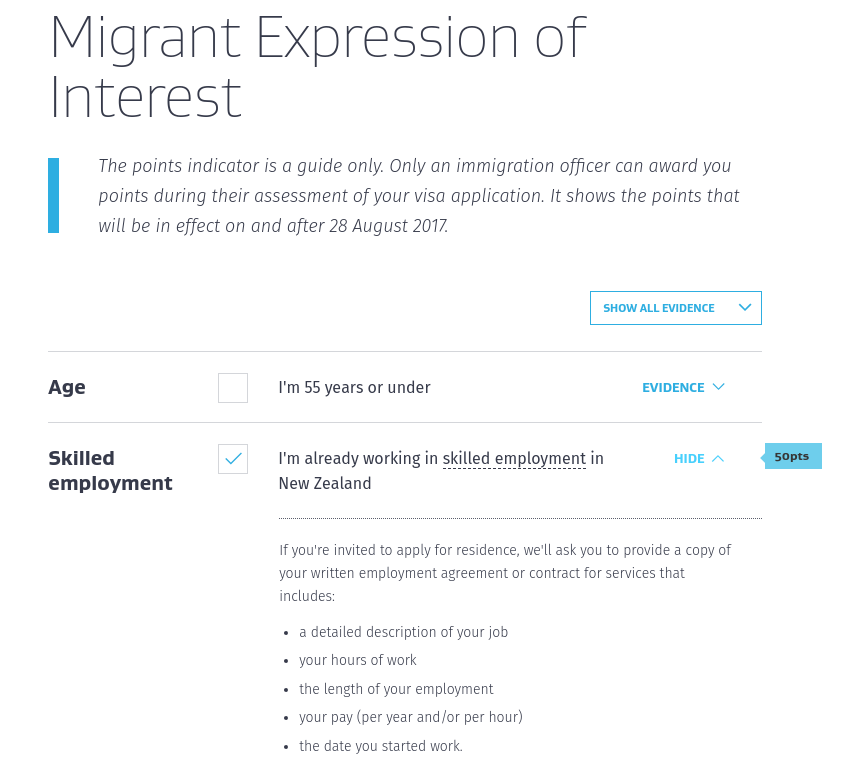 Migrant Expression of
Interest
The points indicator is a guide only. Only an immigration officer can award you
points during their assessment of your visa application. It shows the points that
will be in effect on and after 28 August 2017.
SHOW ALL EVIDENCE
Age I'm 55 years or under EVIDENCE
Skilled I'm already working in skilled employment in HIDE 50pts
employment New Zealand
If you're invited to apply for residence, we'll ask you to provide a copy of
your written employment agreement or contract for services that
includes:
• a detailed description of your job
• your hours of work
• the length of your employment
• your pay (per year and/or per hour)
• the date you started work.